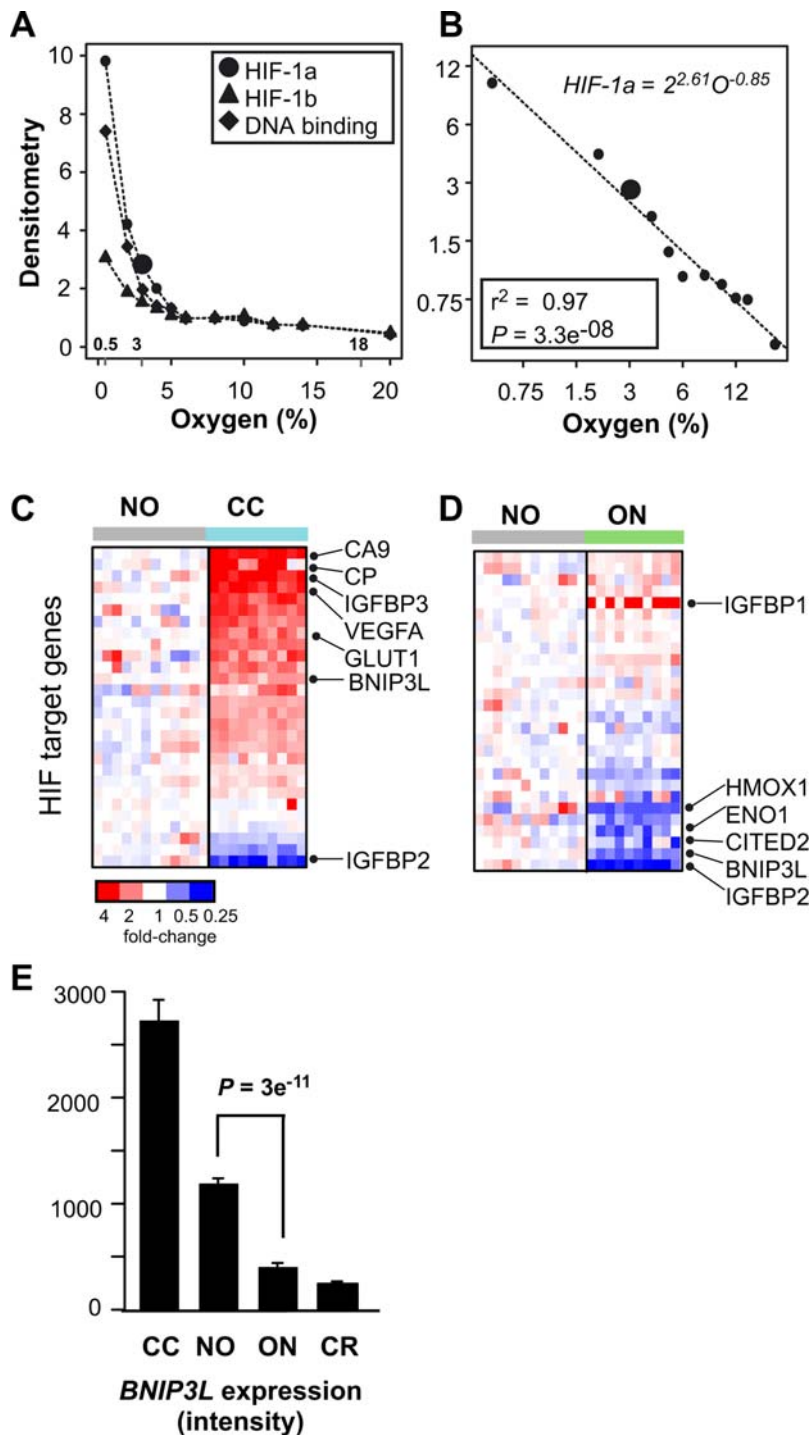 A
10
8
6
4
2
0
Densitometry
HIF-1a
HIF-1b
DNA binding
0.5
3
18
0 5 10 15 20
Oxygen (%)
B
12
6
3
1.5
0.75
HIF-1a = 2^2.61O^-0.85
r² = 0.97
P = 3.3e^-08
0.75 1.5 3 6 12
Oxygen (%)
C
NO CC
HIF target genes
CA9
CP
IGFBP3
VEGFA
GLUT1
BNIP3L
IGFBP2
4 2 1 0.5 0.25
fold-change
D
NO ON
IGFBP1
HMOX1
ENO1
CITED2
BNIP3L
IGFBP2
E
3000
2000
1000
0
P = 3e^-11
CC NO ON CR
BNIP3L expression
(intensity)